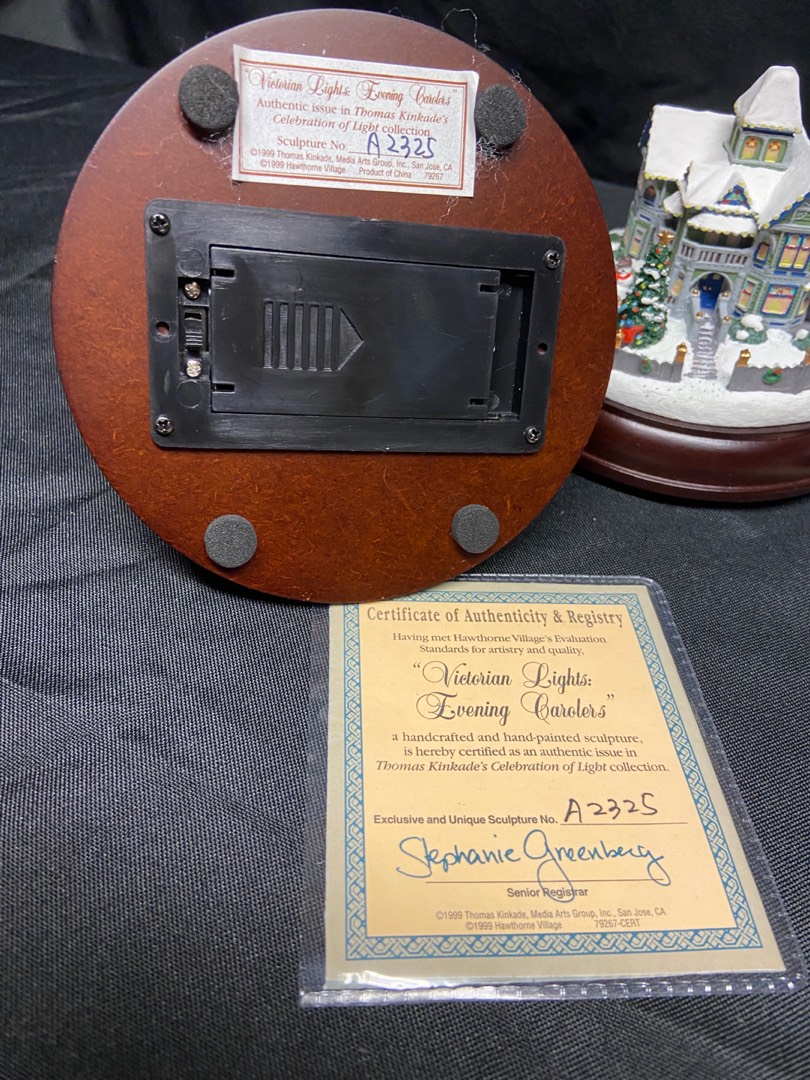 "Victorian Lights: Evening Carolers"
Authentic issue in Thomas Kinkade's
Celebration of Light collection
Sculpture No. A2325
©1999 Thomas Kinkade, Media Arts Group, Inc., San Jose, CA
©1999 Hawthorne Village Product of China 79267
Certificate of Authenticity & Registry
Having met Hawthorne Village's Evaluation
Standards for artistry and quality,
"Victorian Lights:
Evening Carolers"
a handcrafted and hand-painted sculpture,
is hereby certified as an authentic issue in
Thomas Kinkade's Celebration of Light collection.
Exclusive and Unique Sculpture No. A2325
Stephanie Greenberg
Senior Registrar
©1999 Thomas Kinkade, Media Arts Group, Inc., San Jose, CA
©1999 Hawthorne Village 79267-CERT